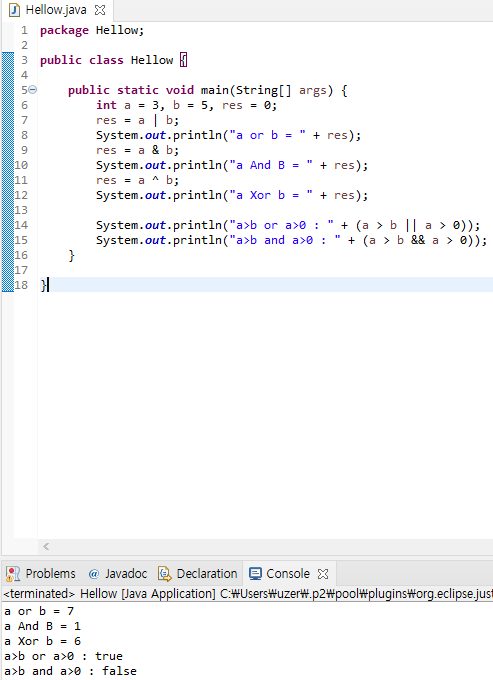 Hellow.java
1 package Hellow;
2
3 public class Hellow {
4
5 public static void main(String[] args) {
6 int a = 3, b = 5, res = 0;
7 res = a | b;
8 System.out.println("a or b = " + res);
9 res = a & b;
10 System.out.println("a And B = " + res);
11 res = a ^ b;
12 System.out.println("a Xor b = " + res);
13
14 System.out.println("a>b or a>0 : " + (a > b || a > 0));
15 System.out.println("a>b and a>0 : " + (a > b && a > 0));
16 }
17
18 }
Problems @ Javadoc Declaration Console
<terminated> Hellow [Java Application] C:₩Users₩uzer₩.p2₩pool₩plugins₩org.eclipse.just
a or b = 7
a And B = 1
a Xor b = 6
a>b or a>0 : true
a>b and a>0 : false